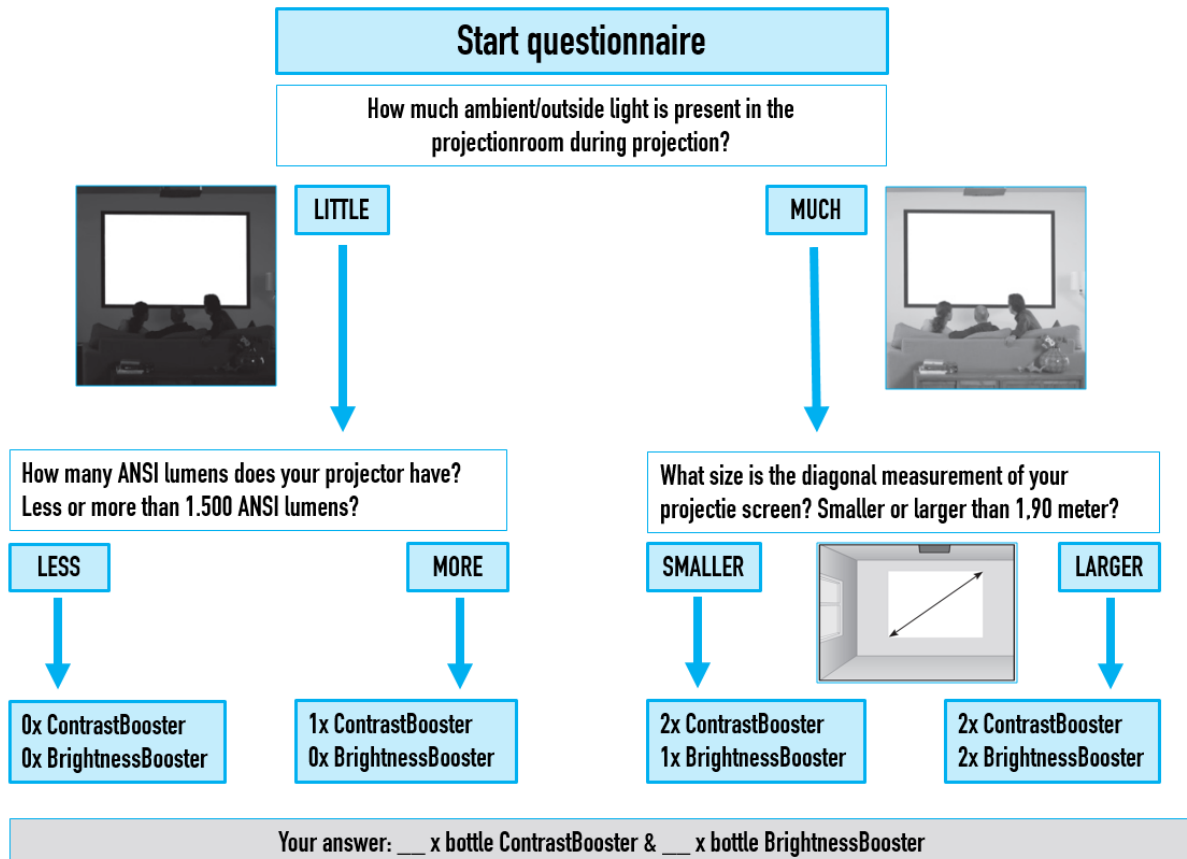 Start questionnaire
How much ambient/outside light is present in the
projectionroom during projection?
LITTLE
MUCH
How many ANSI lumens does your projector have?
Less or more than 1.500 ANSI lumens?
What size is the diagonal measurement of your
projectie screen? Smaller or larger than 1,90 meter?
LESS
MORE
SMALLER
LARGER
0x ContrastBooster
0x BrightnessBooster
1x ContrastBooster
0x BrightnessBooster
2x ContrastBooster
1x BrightnessBooster
2x ContrastBooster
2x BrightnessBooster
Your answer: __ x bottle ContrastBooster & __ x bottle BrightnessBooster